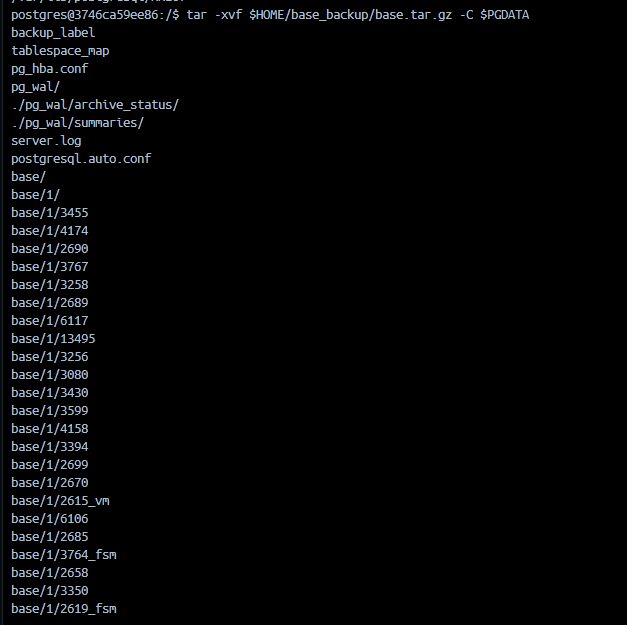 postgres@3746ca59ee86:/$ tar -xvf $HOME/base_backup/base.tar.gz -C $PGDATA
backup_label
tablespace_map
pg_hba.conf
pg_wal/
./pg_wal/archive_status/
./pg_wal/summaries/
server.log
postgresql.auto.conf
base/
base/1/
base/1/3455
base/1/4174
base/1/2690
base/1/3767
base/1/3258
base/1/2689
base/1/6117
base/1/13495
base/1/3256
base/1/3080
base/1/3430
base/1/3599
base/1/4158
base/1/3394
base/1/2699
base/1/2670
base/1/2615_vm
base/1/6106
base/1/2685
base/1/3764_fsm
base/1/2658
base/1/3350
base/1/2619_fsm